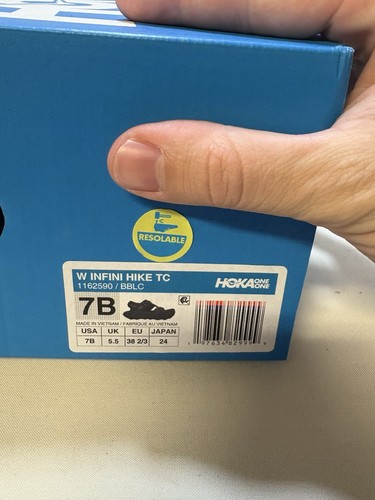 RESOLABLE
W INFINI HIKE TC
1162590 / BBLC
HOKA ONE ONE
7B
MADE IN VIETNAM / FABRIQUÉ AU VIETNAM
USA UK EU JAPAN
7B 5.5 38 2/3 24